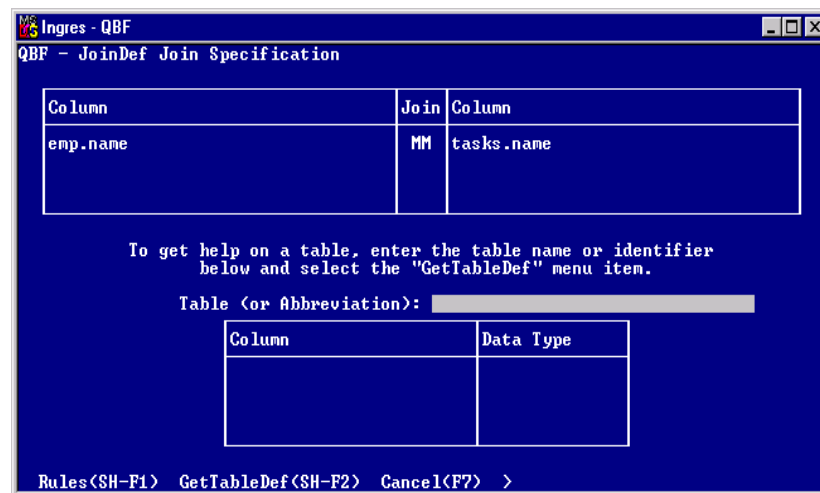 Ingres - QBF
QBF - JoinDef Join Specification
Column Join Column
emp.name MM tasks.name
To get help on a table, enter the table name or identifier
below and select the "GetTableDef" menu item.
Table (or Abbreviation):
Column Data Type
Rules(SH-F1) GetTableDef(SH-F2) Cancel(F7) >